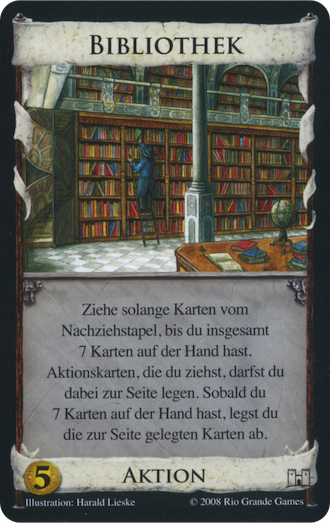 BIBLIOTHEK
Ziehe solange Karten vom
Nachziehstapel, bis du insgesamt
7 Karten auf der Hand hast.
Aktionskarten, die du ziehst, darfst du
dabei zur Seite legen. Sobald du
7 Karten auf der Hand hast, legst du
die zur Seite gelegten Karten ab.
5
AKTION
Illustration: Harald Lieske
© 2008 Rio Grande Games